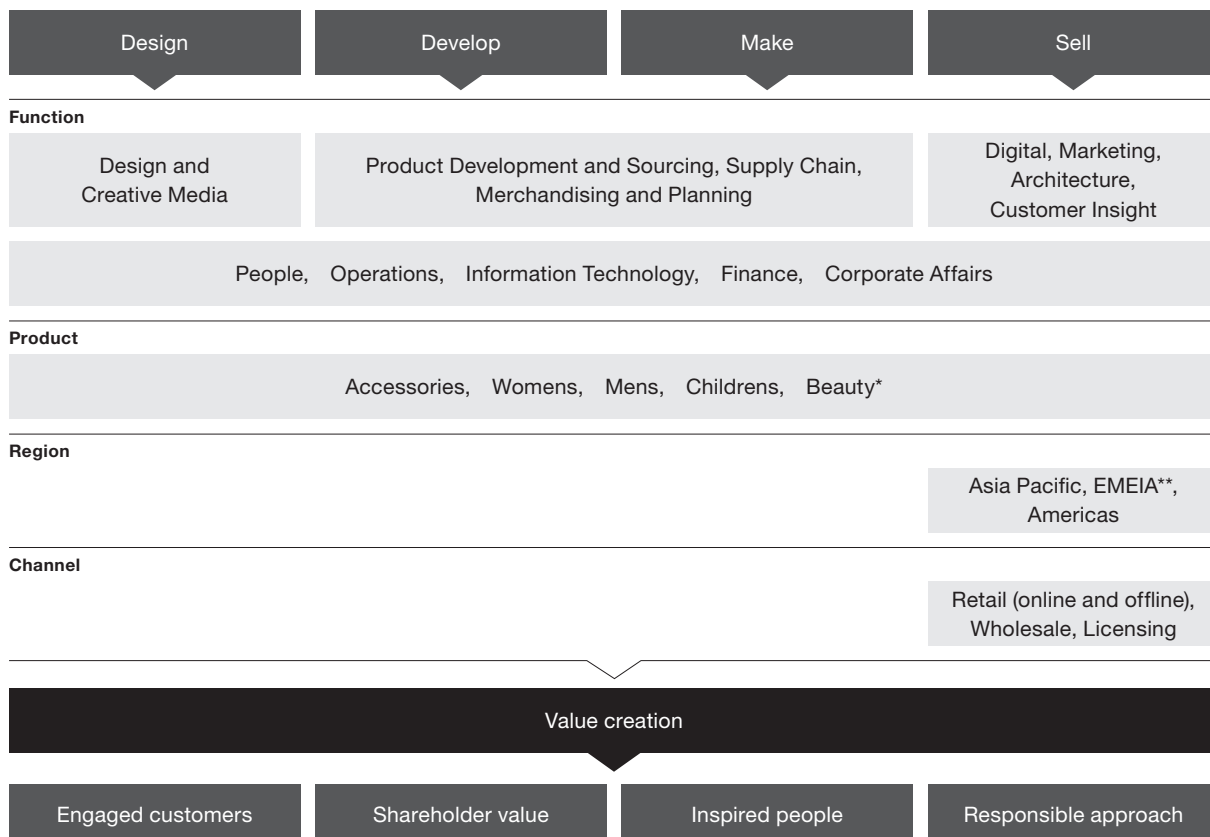 Design
Develop
Make
Sell
Function
Design and
Creative Media
Product Development and Sourcing, Supply Chain,
Merchandising and Planning
Digital, Marketing,
Architecture,
Customer Insight
People, Operations, Information Technology, Finance, Corporate Affairs
Product
Accessories, Womens, Mens, Childrens, Beauty*
Region
Asia Pacific, EMEIA**,
Americas
Channel
Retail (online and offline),
Wholesale, Licensing
Value creation
Engaged customers
Shareholder value
Inspired people
Responsible approach